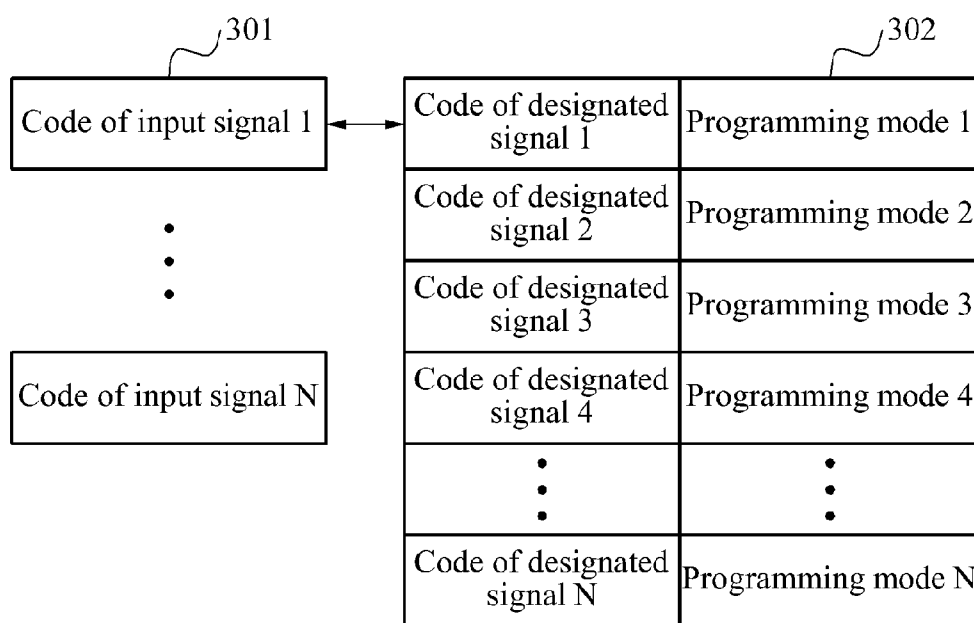 301
302
Code of input signal 1
Code of designated
signal 1
Programming mode 1
Code of designated
signal 2
Programming mode 2
Code of designated
signal 3
Programming mode 3
Code of input signal N
Code of designated
signal 4
Programming mode 4
Code of designated
signal N
Programming mode N